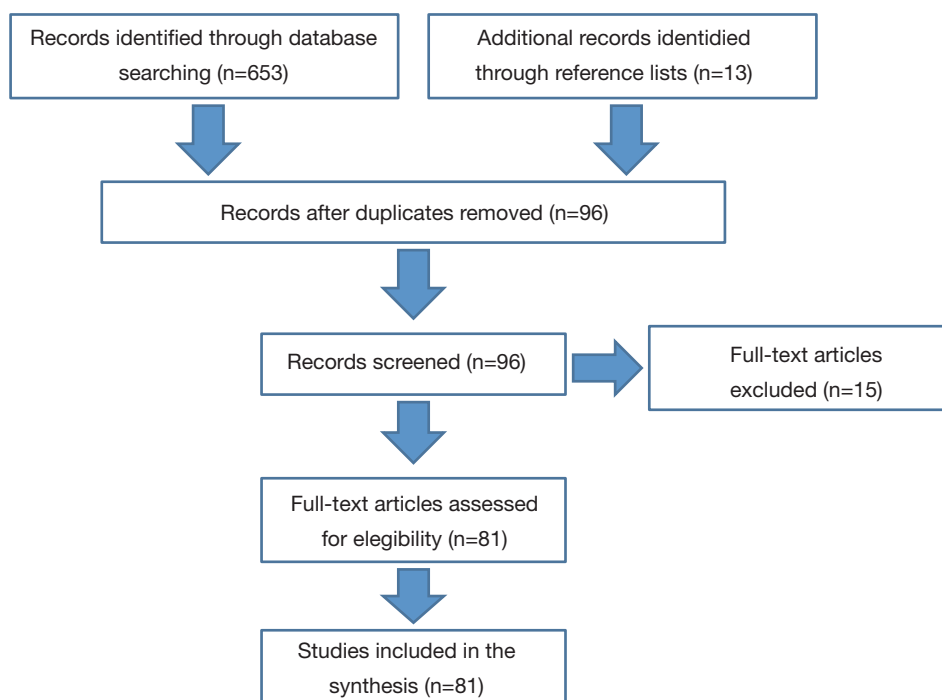 Records identified through database
searching (n=653)
Additional records identidied
through reference lists (n=13)
Records after duplicates removed (n=96)
Records screened (n=96)
Full-text articles
excluded (n=15)
Full-text articles assessed
for elegibility (n=81)
Studies included in the
synthesis (n=81)